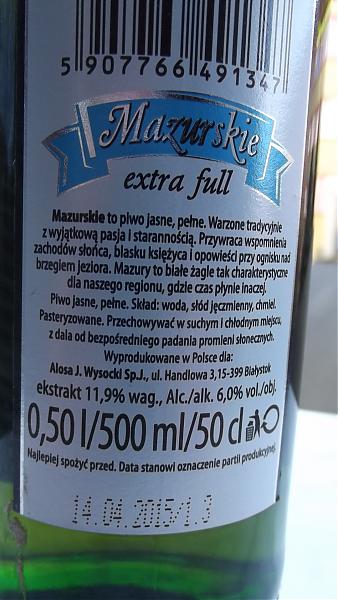 5 907766 491347
Mazurskie
extra full
Mazurskie to piwo jasne, pełne. Warzone tradycyjnie
z wyjątkową pasją i starannością. Przywraca wspomnienia
zachodów słońca, blasku księżyca i opowieści przy ognisku nad
brzegiem jeziora. Mazury to białe żagle tak charakterystyczne
dla naszego regionu, gdzie czas płynie inaczej.
Piwo jasne, pełne. Skład: woda, słód jęczmienny, chmiel.
Pasteryzowane. Przechowywać w suchym i chłodnym miejscu,
z dala od bezpośredniego padania promieni słonecznych.
Wyprodukowane w Polsce dla:
Alosa J. Wysocki Sp.J., ul. Handlowa 3, 15-399 Białystok
ekstrakt 11,9% wag., Alc./alk. 6,0% vol./obj.
0,50 l/500 ml/50 cl
Najlepiej spożyć przed. Data stanowi oznaczenie partii produkcyjnej.
14.04.2015/1.3